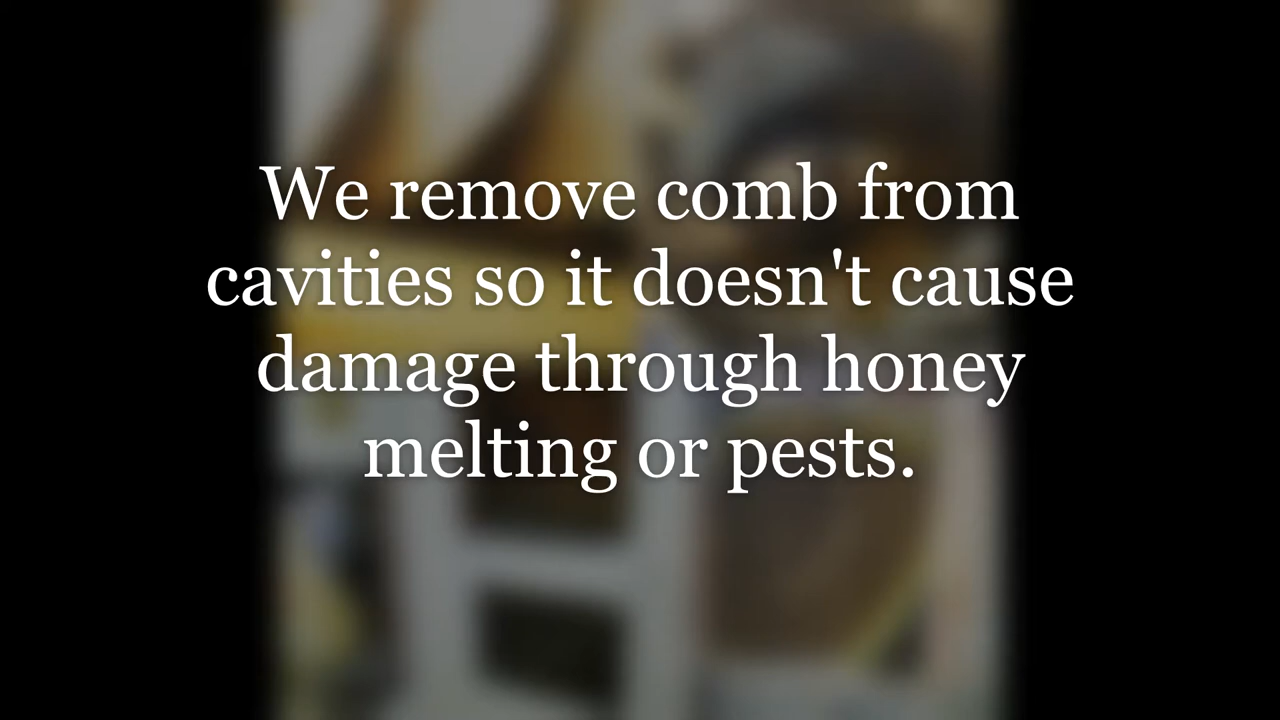 We remove comb from
cavities so it doesn't cause
damage through honey
melting or pests.